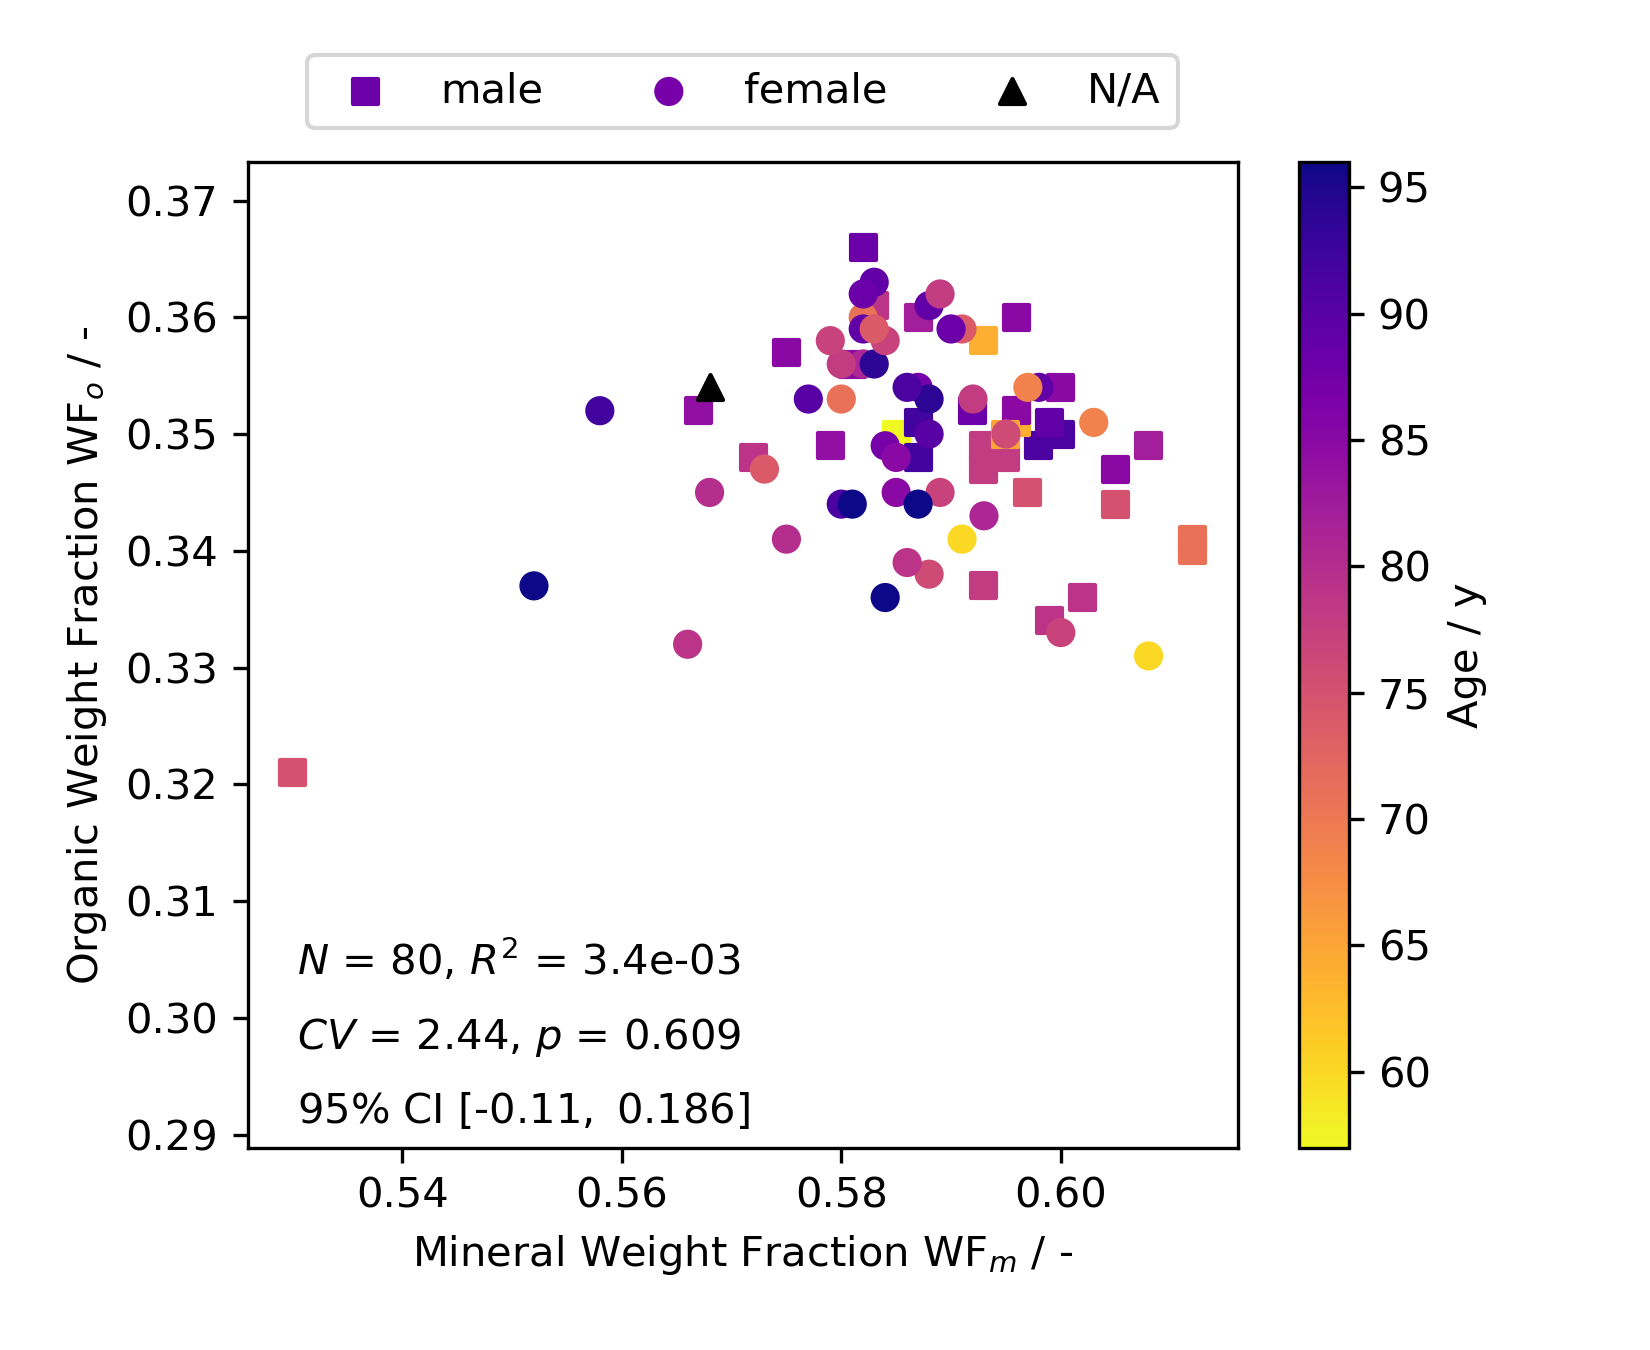 male female N/A
0.37
0.36
0.35
0.34
0.33
0.32
0.31
0.30
0.29
Organic Weight Fraction WFₒ / -
N = 80, R² = 3.4e-03
CV = 2.44, p = 0.609
95% CI [-0.11, 0.186]
0.54 0.56 0.58 0.60
Mineral Weight Fraction WFₘ / -
95
90
85
80
75
70
65
60
Age / y